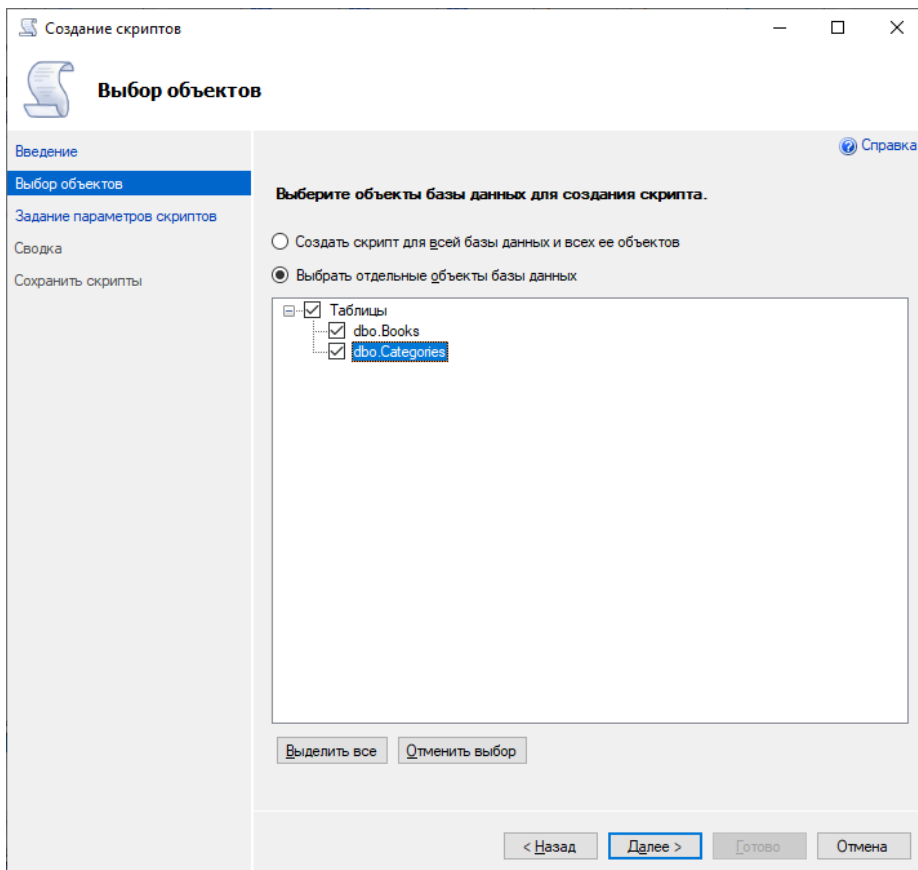 Создание скриптов
Выбор объектов
Справка
Введение
Выбор объектов
Задание параметров скриптов
Сводка
Сохранить скрипты
Выберите объекты базы данных для создания скрипта.
Создать скрипт для всей базы данных и всех ее объектов
Выбрать отдельные объекты базы данных
Таблицы
dbo.Books
dbo.Categories
Выделить все
Отменить выбор
< Назад
Далее >
Готово
Отмена